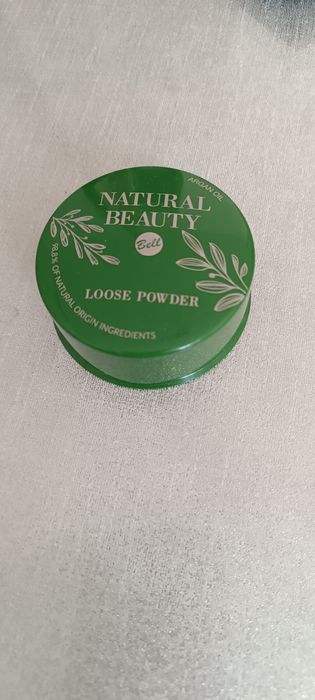 ARGAN OIL
NATURAL
BEAUTY
Bell
LOOSE POWDER
98.8% OF NATURAL ORIGIN INGREDIENTS